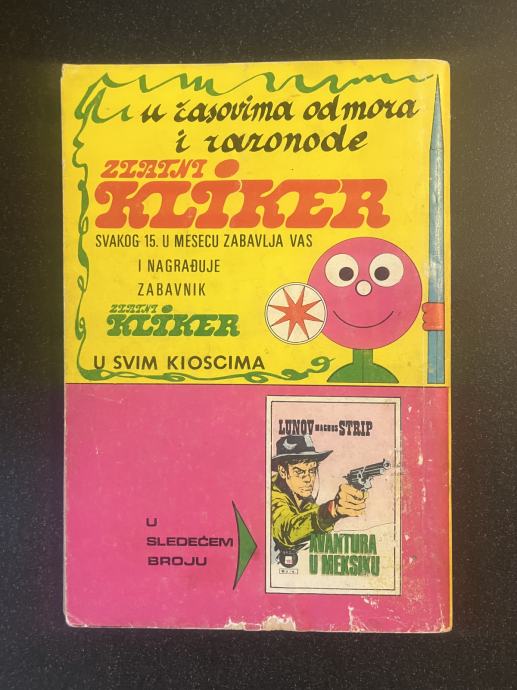 u časovima odmora
i razonode
ZLATNI
KLIKER
SVAKOG 15. U MESECU ZABAVLJA VAS
I NAGRAĐUJE
ZABAVNIK
ZLATNI
KLIKER
U SVIM KIOSCIMA
LUNOV MAGNUS STRIP
AVANTURA
U MEKSIKU
U
SLEDEĆEM
BROJU